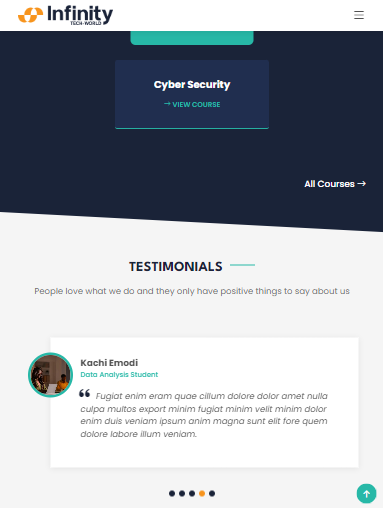 Infinity
TECH-WORLD
Cyber Security
→ VIEW COURSE
All Courses →
TESTIMONIALS
People love what we do and they only have positive things to say about us
Kachi Emodi
Data Analysis Student
“ Fugiat enim eram quae cillum dolore dolor amet nulla
culpa multos export minim fugiat minim velit minim dolor
enim duis veniam ipsum anim magna sunt elit fore quem
dolore labore illum veniam.